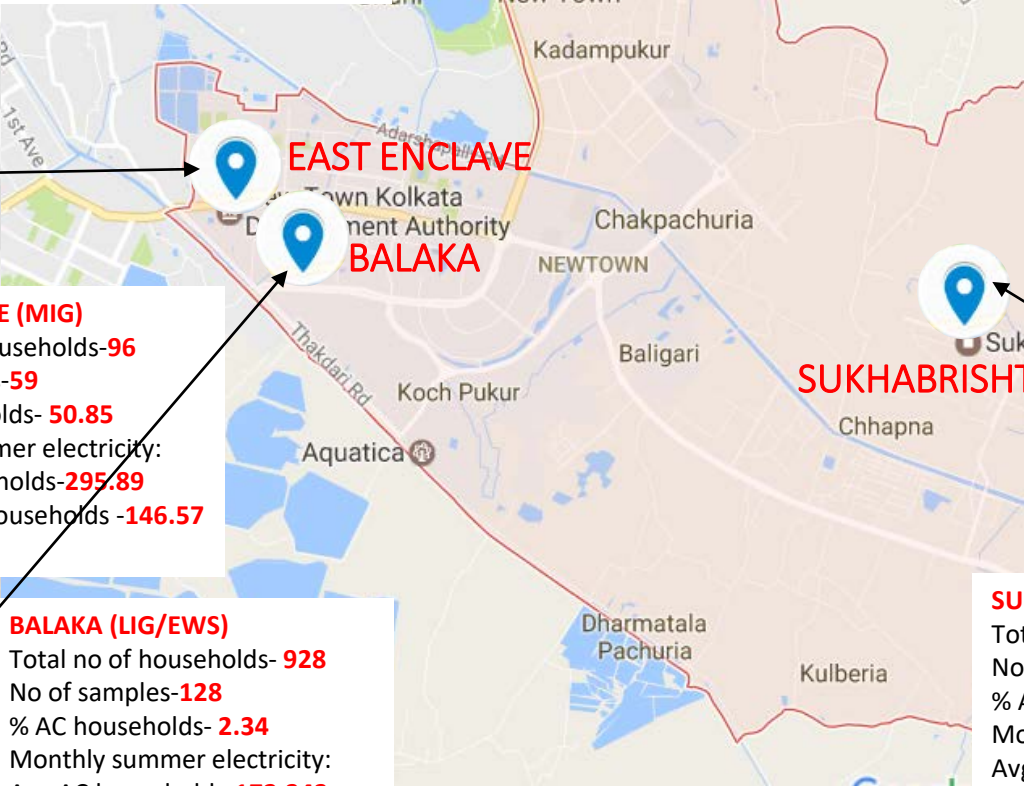 Kadampukur
1st Ave
Rd
EAST ENCLAVE
Town Kolkata
ment Authority
BALAKA
Chakpachuria
NEWTOWN
Thakdari Rd
Baligari
Koch Pukur
Aquatica
SUKHABRISHT
Chhapna
Dharmatala
Pachuria
Kulberia
E (MIG)
useholds-96
-59
olds- 50.85
mer electricity:
holds-295.89
ouseholds -146.57
BALAKA (LIG/EWS)
Total no of households- 928
No of samples-128
% AC households- 2.34
Monthly summer electricity:
SU
Tot
No
% A
Mo
Avg